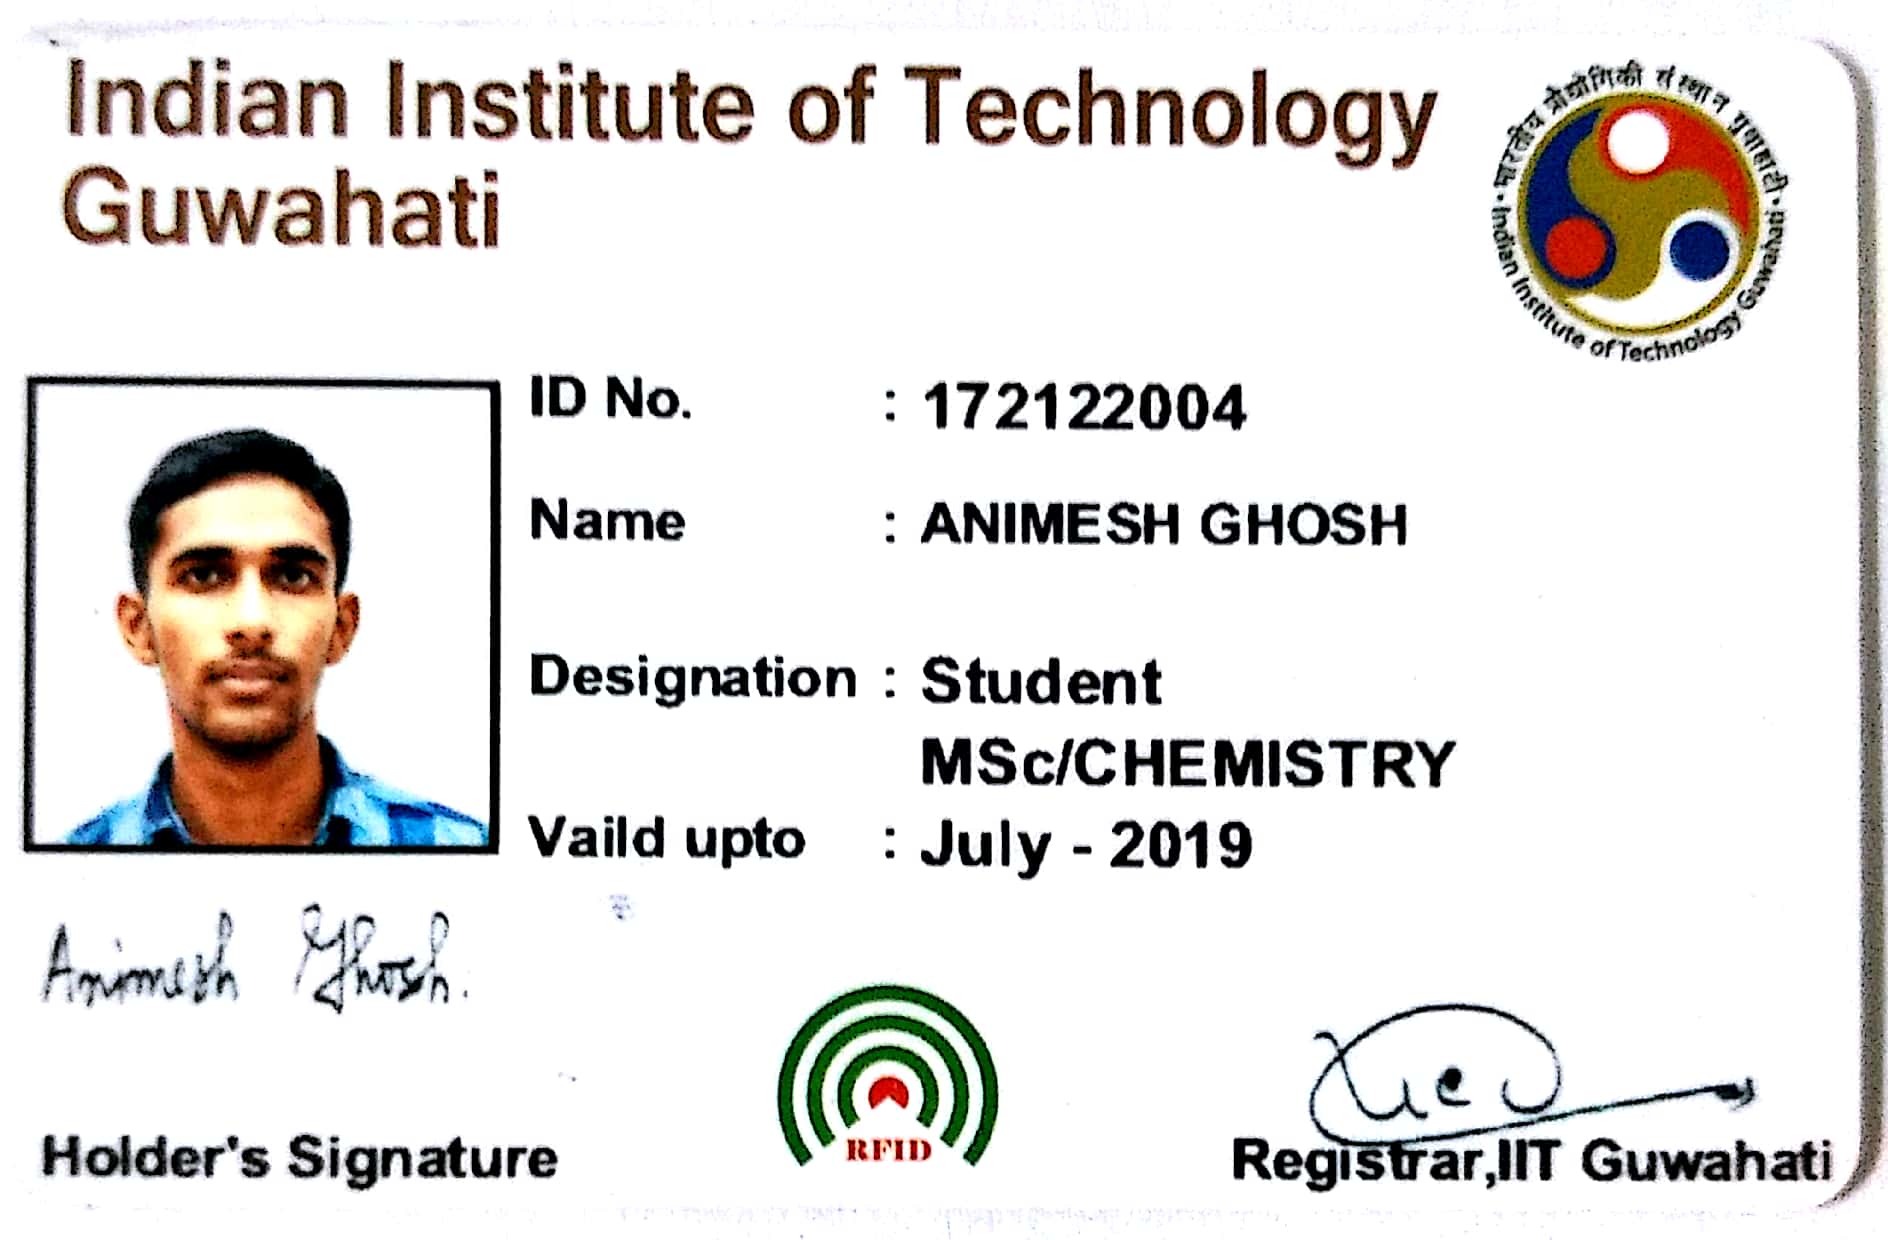 Indian Institute of Technology
Guwahati
भारतीय प्रौद्योगिकी संस्थान गुवाहाटी
Indian Institute of Technology Guwahati
ID No. : 172122004
Name : ANIMESH GHOSH
Designation : Student
MSc/CHEMISTRY
Vaild upto : July - 2019
Animesh Ghosh.
RFID
Holder's Signature
Registrar,IIT Guwahati